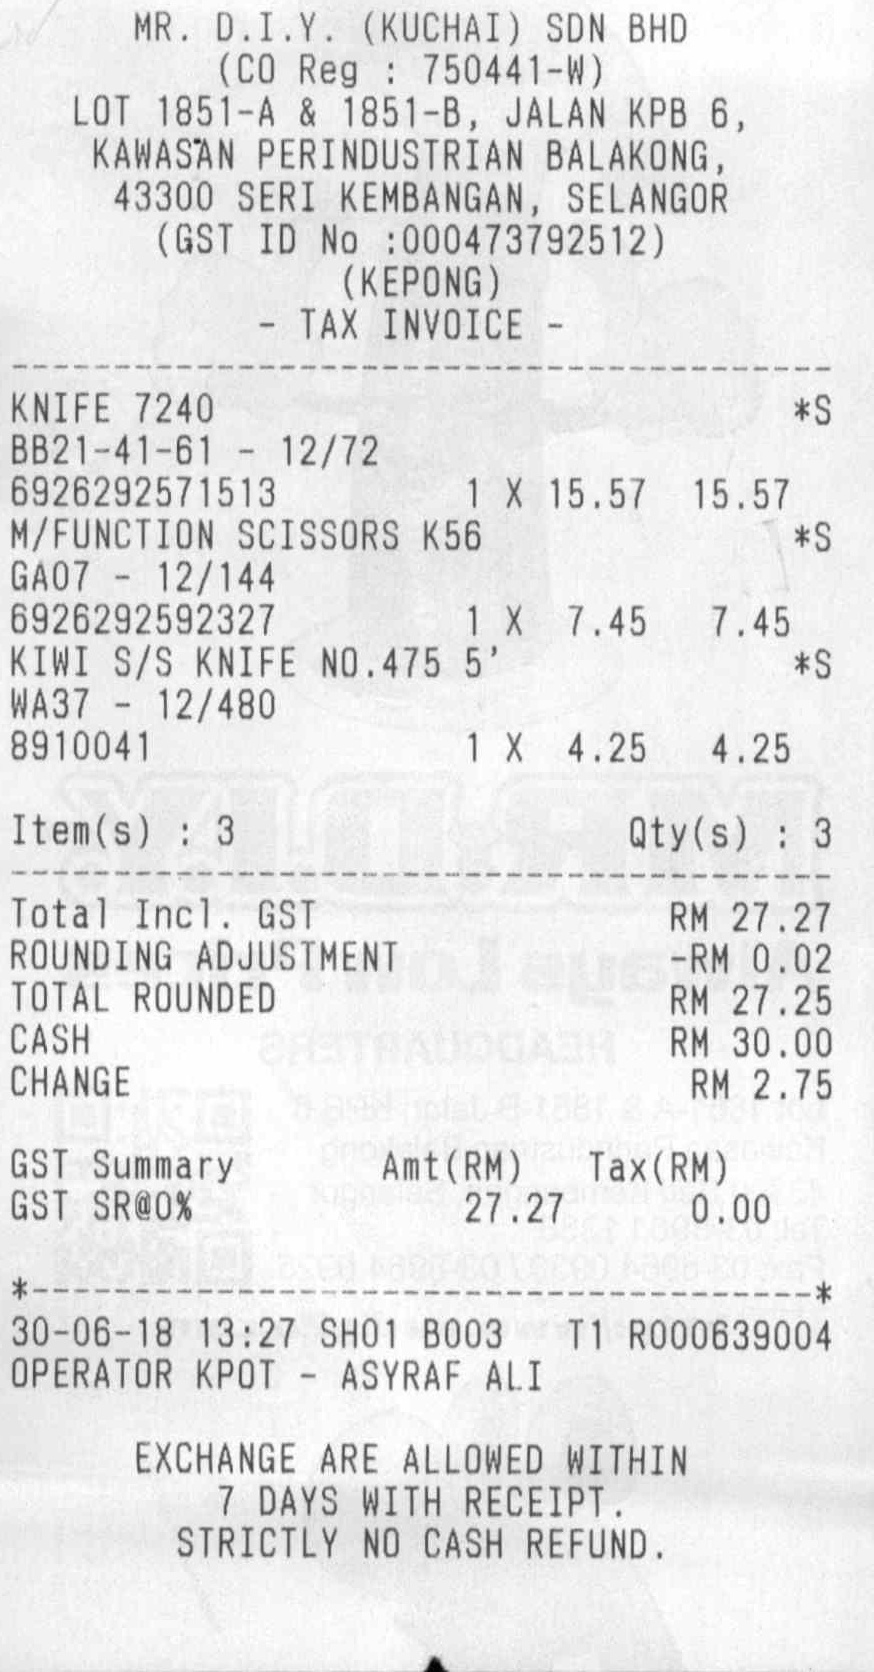 MR. D.I.Y. (KUCHAI) SDN BHD
(CO Reg : 750441-W)
LOT 1851-A & 1851-B, JALAN KPB 6,
KAWASAN PERINDUSTRIAN BALAKONG,
43300 SERI KEMBANGAN, SELANGOR
(GST ID No :000473792512)
(KEPONG)
- TAX INVOICE -
KNIFE 7240 *S
BB21-41-61 - 12/72
6926292571513 1 X 15.57 15.57
M/FUNCTION SCISSORS K56 *S
GA07 - 12/144
6926292592327 1 X 7.45 7.45
KIWI S/S KNIFE NO.475 5' *S
WA37 - 12/480
8910041 1 X 4.25 4.25
Item(s) : 3 Qty(s) : 3
Total Incl. GST RM 27.27
ROUNDING ADJUSTMENT -RM 0.02
TOTAL ROUNDED RM 27.25
CASH RM 30.00
CHANGE RM 2.75
GST Summary Amt(RM) Tax(RM)
GST SR@0% 27.27 0.00
*--------------------------------------*
30-06-18 13:27 SH01 B003 T1 R000639004
OPERATOR KPOT - ASYRAF ALI
EXCHANGE ARE ALLOWED WITHIN
7 DAYS WITH RECEIPT.
STRICTLY NO CASH REFUND.